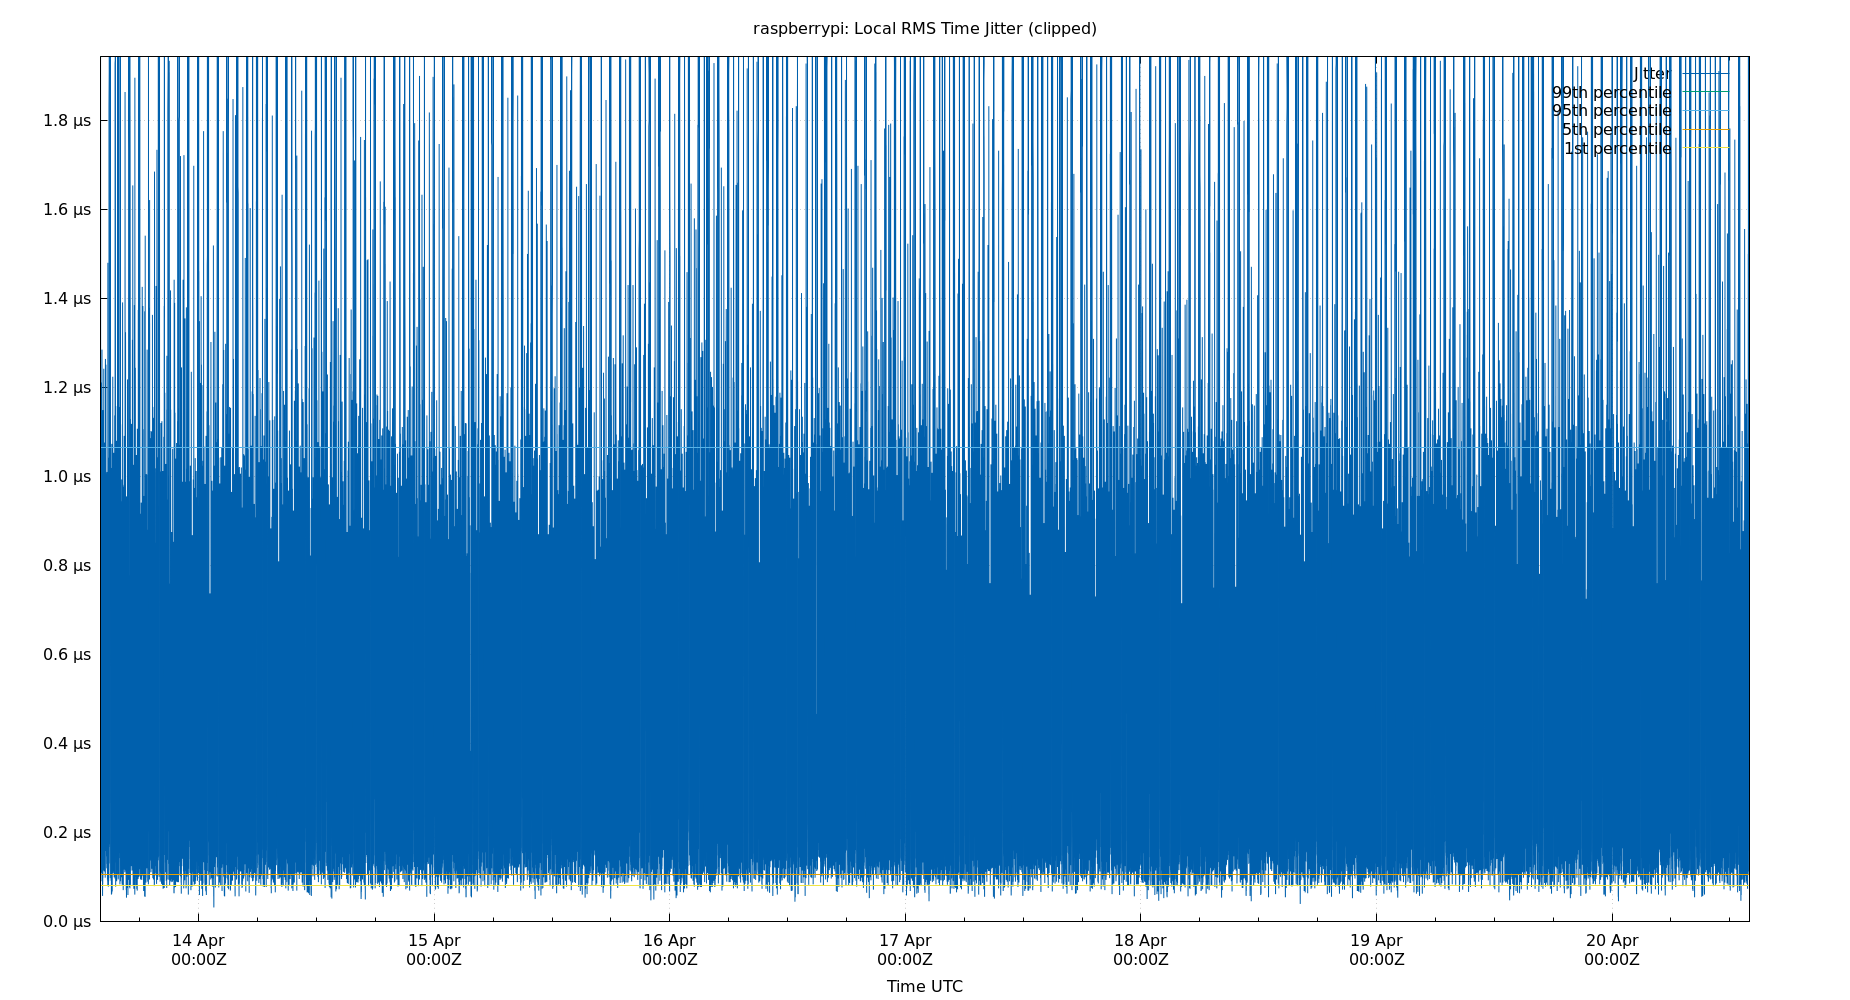 raspberrypi: Local RMS Time Jitter (clipped)
Jitter
99th percentile
95th percentile
5th percentile
1st percentile
1.8 μs
1.6 μs
1.4 μs
1.2 μs
1.0 μs
0.8 μs
0.6 μs
0.4 μs
0.2 μs
0.0 μs
14 Apr 15 Apr 16 Apr 17 Apr 18 Apr 19 Apr 20 Apr
00:00Z 00:00Z 00:00Z 00:00Z 00:00Z 00:00Z 00:00Z
Time UTC